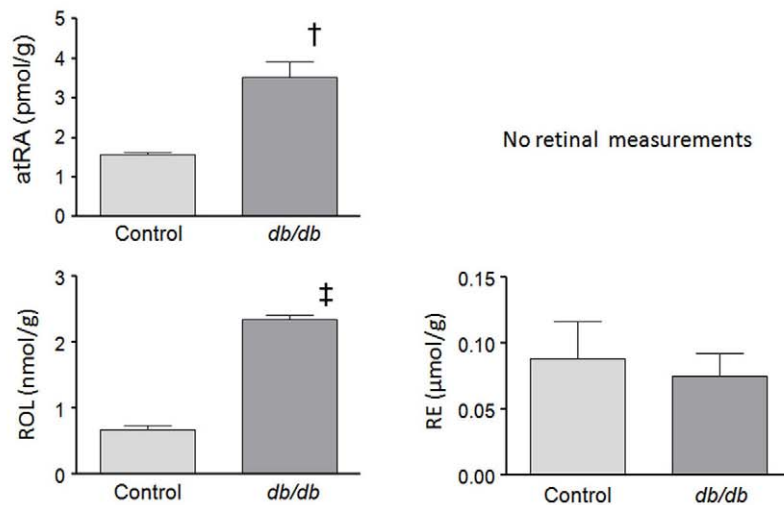 atRA (pmol/g)
5
4
3
2
1
0
†
Control
db/db
No retinal measurements
ROL (nmol/g)
3
2
1
0
‡
Control
db/db
RE (μmol/g)
0.15
0.10
0.05
0.00
Control
db/db